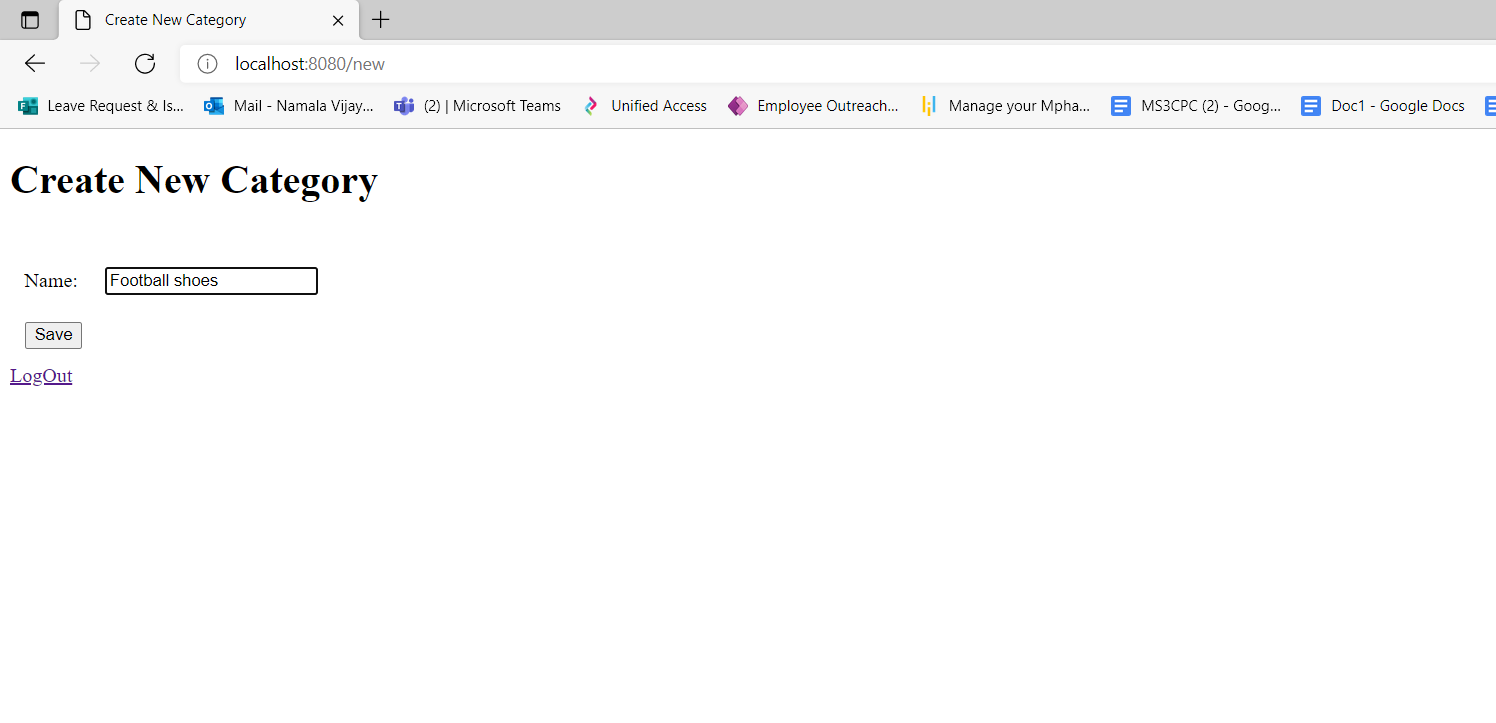 Create New Category
localhost:8080/new
Leave Request & Is... Mail - Namala Vijay... (2) | Microsoft Teams Unified Access Employee Outreach... Manage your Mpha... MS3CPC (2) - Goog... Doc1 - Google Docs
Create New Category
Name: Football shoes
Save
LogOut